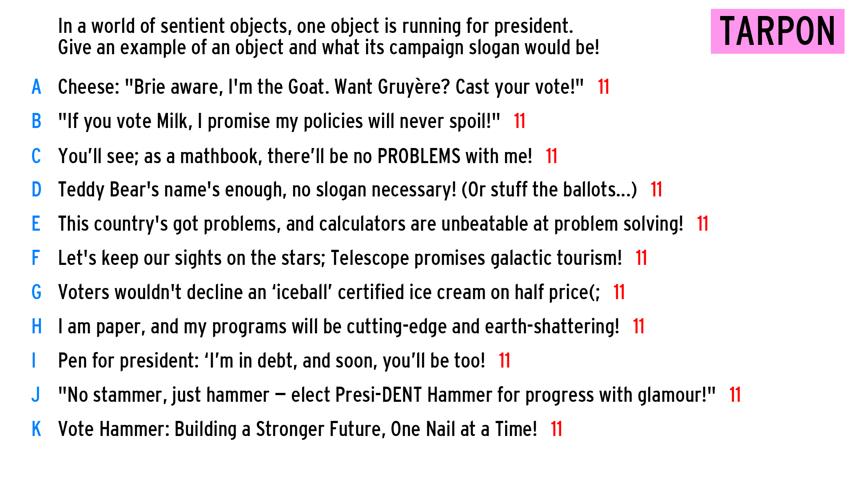 In a world of sentient objects, one object is running for president.
Give an example of an object and what its campaign slogan would be!
TARPON
A Cheese: "Brie aware, I'm the Goat. Want Gruyère? Cast your vote!" 11
B "If you vote Milk, I promise my policies will never spoil!" 11
C You’ll see; as a mathbook, there’ll be no PROBLEMS with me! 11
D Teddy Bear's name's enough, no slogan necessary! (Or stuff the ballots...) 11
E This country's got problems, and calculators are unbeatable at problem solving! 11
F Let's keep our sights on the stars; Telescope promises galactic tourism! 11
G Voters wouldn't decline an ‘iceball’ certified ice cream on half price(; 11
H I am paper, and my programs will be cutting-edge and earth-shattering! 11
I Pen for president: ‘I’m in debt, and soon, you’ll be too! 11
J "No stammer, just hammer – elect Presi-DENT Hammer for progress with glamour!" 11
K Vote Hammer: Building a Stronger Future, One Nail at a Time! 11